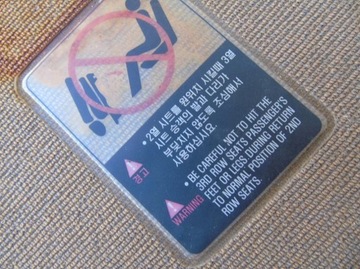 • 2열 시트를 원위치 시킬때 3열
시트 승객의 발과 다리가
부딪치지 않도록 조심해서
사용하십시요.
경고
• BE CAREFUL NOT TO HIT THE
3RD ROW SEATS PASSENGER'S
FEET OR LEGS DURING RETURN
TO NORMAL POSITION OF 2ND
ROW SEATS.
WARNING